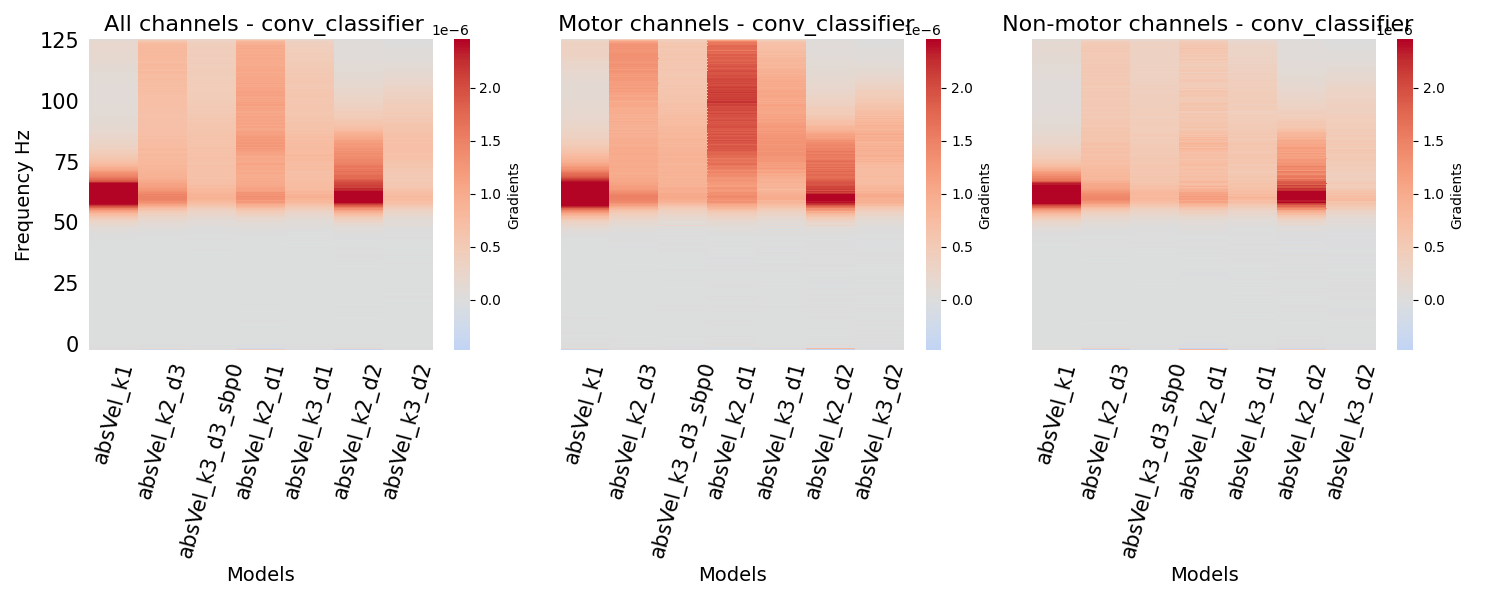 All channels - conv_classifier
Motor channels - conv_classifier
Non-motor channels - conv_classifier
1e−6
1e−6
1e−6
Frequency Hz
125
100
75
50
25
0
2.0
1.5
1.0
0.5
0.0
Gradients
2.0
1.5
1.0
0.5
0.0
Gradients
2.0
1.5
1.0
0.5
0.0
Gradients
absVel_k1
absVel_k2_d3
absVel_k3_d3_sbp0
absVel_k2_d1
absVel_k3_d1
absVel_k2_d2
absVel_k3_d2
absVel_k1
absVel_k2_d3
absVel_k3_d3_sbp0
absVel_k2_d1
absVel_k3_d1
absVel_k2_d2
absVel_k3_d2
absVel_k1
absVel_k2_d3
absVel_k3_d3_sbp0
absVel_k2_d1
absVel_k3_d1
absVel_k2_d2
absVel_k3_d2
Models
Models
Models